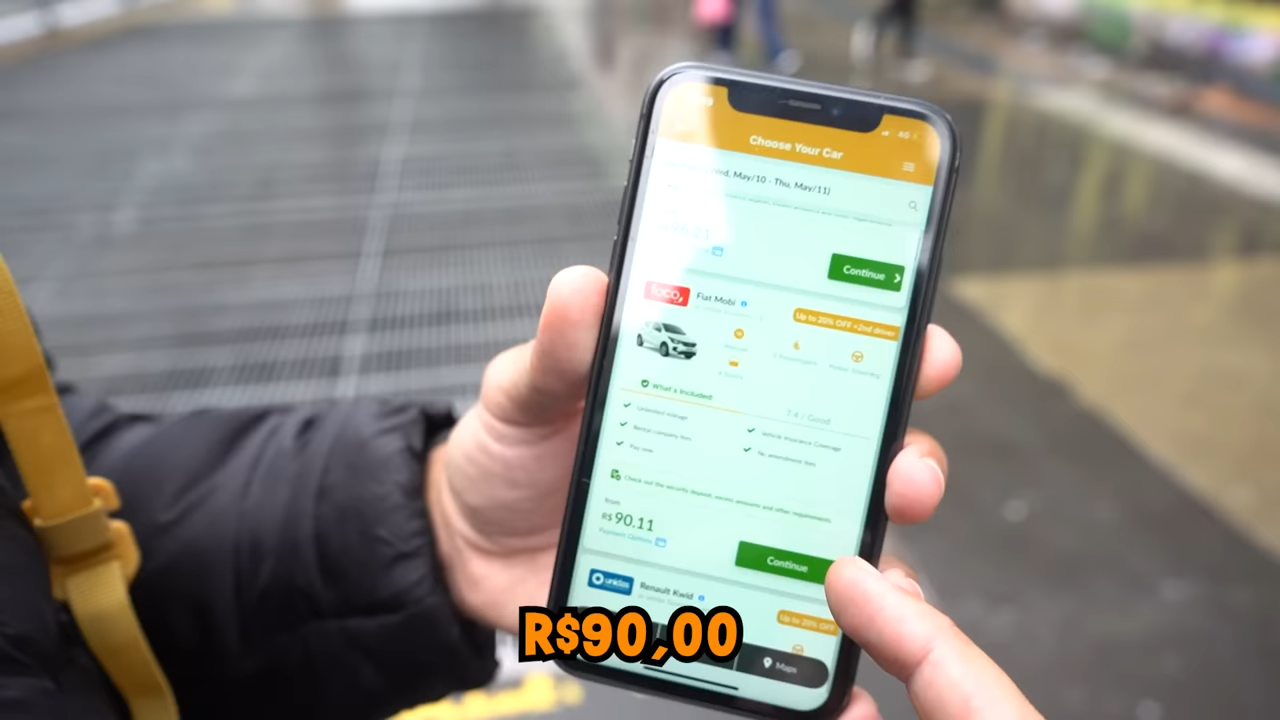 4G
Choose Your Car
Wed, May/10 - Thu, May/11)
Continue
foco
Fiat Mobi
Up to 20% OFF +2nd driver
What's Included:
7.4 / Good
Unlimited mileage
Vehicle Insurance Coverage
Rental company fees
No amendment fees
Pay now
Check out the security deposit, excess amounts and other requirements.
from
R$ 90.11
Payment Options
Continue
unidas
Renault Kwid
Up to 20% OFF
R$90,00
Maps